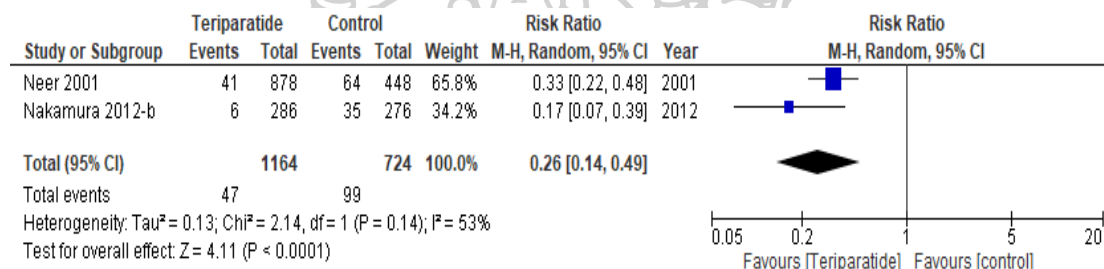 Teriparatide Control Risk Ratio Risk Ratio
Study or Subgroup Events Total Events Total Weight M-H, Random, 95% CI Year M-H, Random, 95% CI
Neer 2001 41 878 64 448 65.8% 0.33 [0.22, 0.48] 2001
Nakamura 2012-b 6 286 35 276 34.2% 0.17 [0.07, 0.39] 2012
Total (95% CI) 1164 724 100.0% 0.26 [0.14, 0.49]
Total events 47 99
Heterogeneity: Tau² = 0.13; Chi² = 2.14, df = 1 (P = 0.14); I² = 53%
Test for overall effect: Z = 4.11 (P < 0.0001)
0.05 0.2 1 5 20
Favours [Teriparatide] Favours [control]